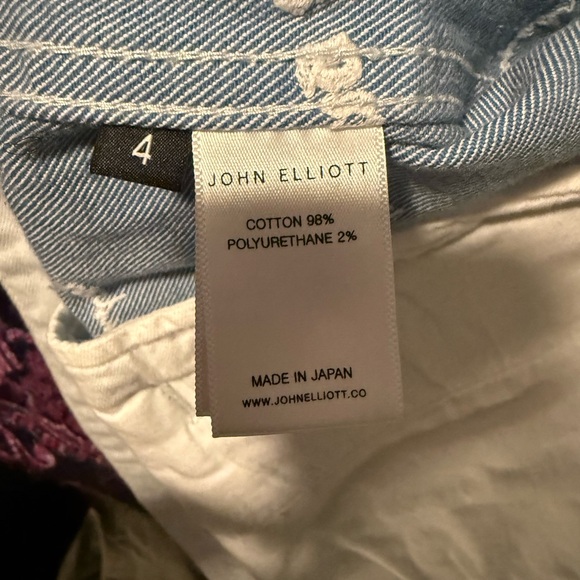 4
JOHN ELLIOTT
COTTON 98%
POLYURETHANE 2%
MADE IN JAPAN
WWW.JOHNELLIOTT.CO